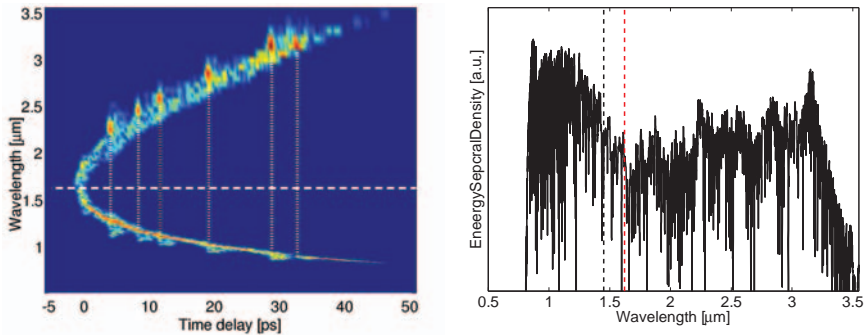 3.5
3
2.5
2
1.5
1
Wavelength [µm]
-5 0 10 20 30 40 50
Time delay [ps]
EneergySepcralDensity [a.u.]
0.5 1 1.5 2 2.5 3 3.5
Wavelength [µm]